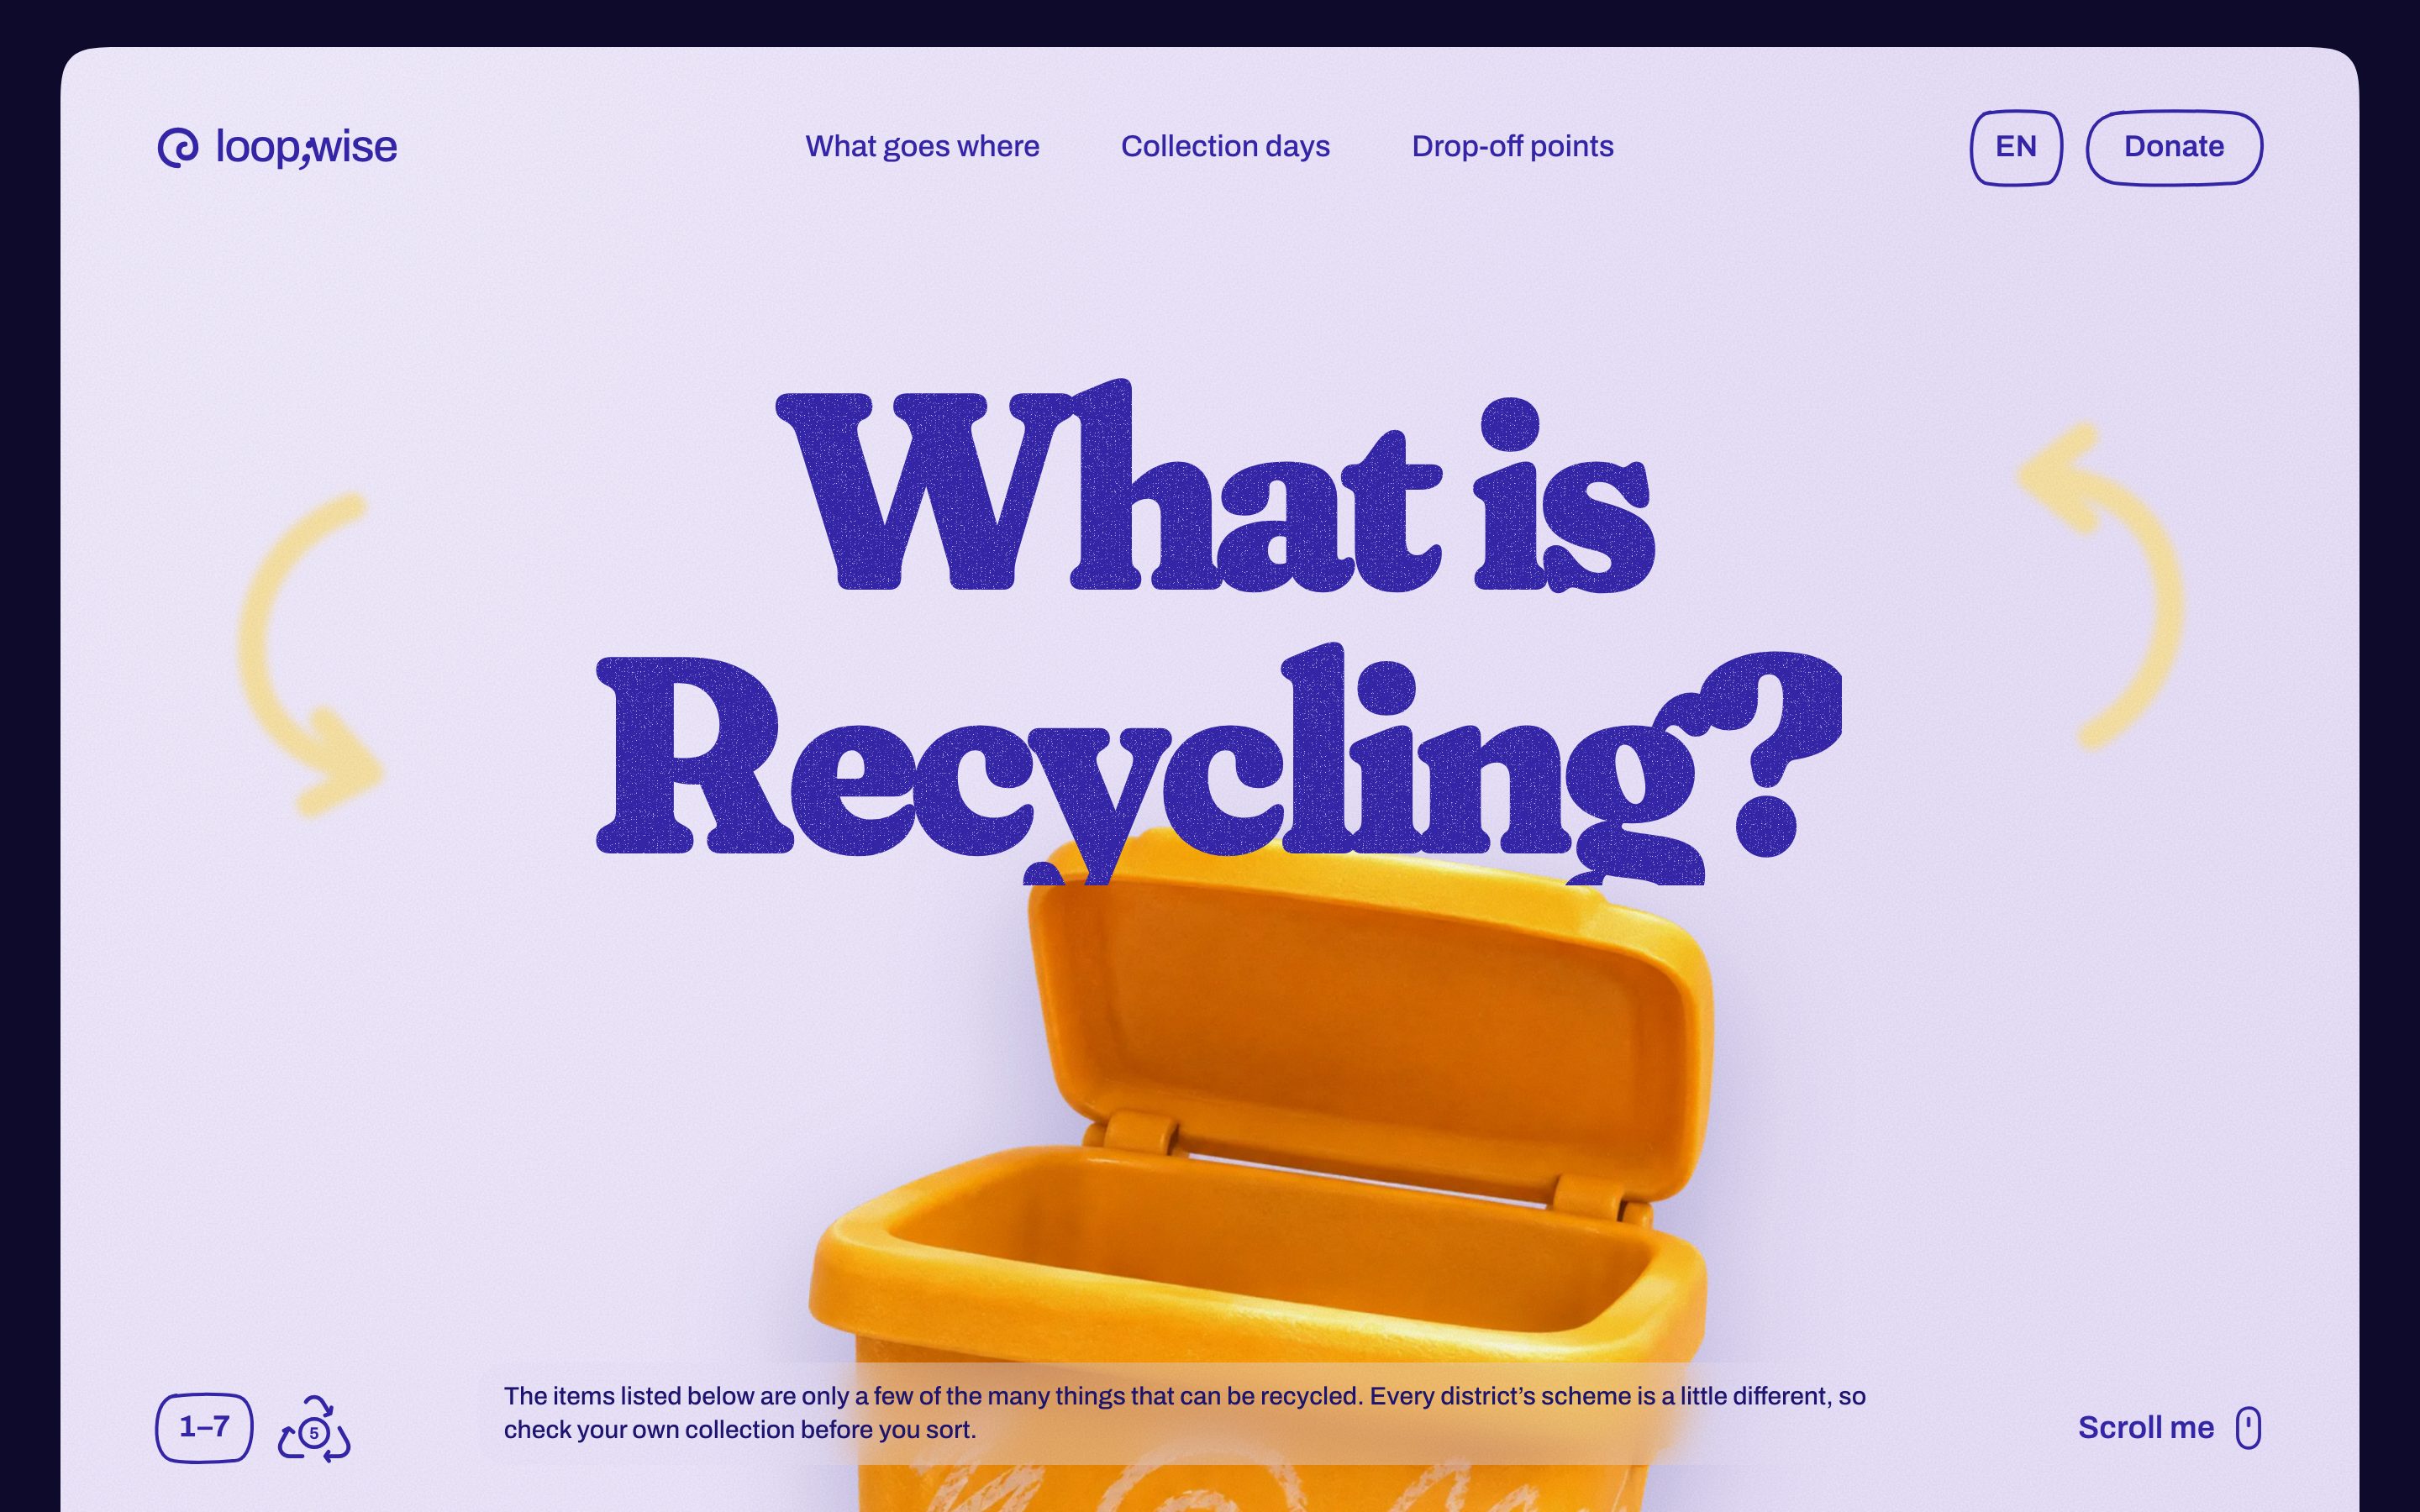 loop;wise
What goes where
Collection days
Drop-off points
EN
Donate
What is
Recycling?
The items listed below are only a few of the many things that can be recycled. Every district’s scheme is a little different, so
check your own collection before you sort.
1–7
5
Scroll me